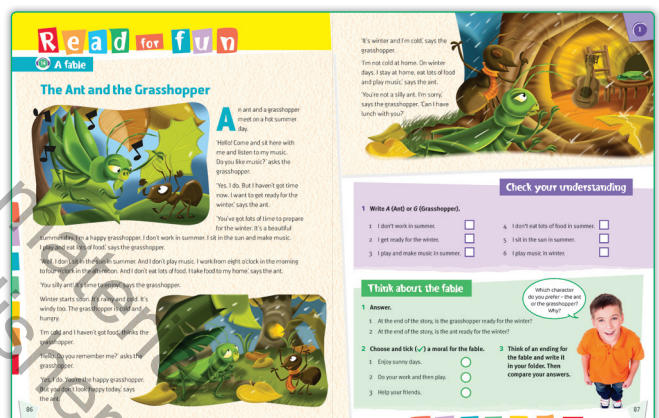 Read for fun
A fable
The Ant and the Grasshopper
An ant and a grasshopper
meet on a hot summer
day.
'Hello! Come and sit here with
me and listen to my music.
Do you like music?' asks the
grasshopper.
'Yes, I do. But I haven't got time
now. I want to get ready for the
winter,' says the ant.
'You've got lots of time to prepare
for the winter. It's a beautiful
summer day. I'm a happy grasshopper. I don't work in summer. I sit in the sun and make music.
I play and eat lots of food,' says the grasshopper.
'Well, I don't sit in the sun in summer. And I don't play music. I work from eight o'clock in the morning
to four o'clock in the afternoon. And I don't eat lots of food. I take food to my home,' says the ant.
'You silly ant! It's time to enjoy,' says the grasshopper.
Winter starts soon. It's rainy and cold. It's
windy too. The grasshopper is cold and
hungry.
'I'm cold and I haven't got food,' thinks the
grasshopper.
'Hello. Do you remember me?' asks the
grasshopper.
'Yes, I do. You're the happy grasshopper.
But you don't look happy today,' says
the ant.
86
1
'It's winter and I'm cold,' says the
grasshopper.
'I'm not cold at home. On winter
days, I stay at home, eat lots of food
and play music,' says the ant.
'You're not a silly ant. I'm sorry,'
says the grasshopper. 'Can I have
lunch with you?'
Check your understanding
1 Write A (Ant) or G (Grasshopper).
1 I don't work in summer.
2 I get ready for the winter.
3 I play and make music in summer.
4 I don't eat lots of food in summer.
5 I sit in the sun in summer.
6 I play music in winter.
Think about the fable
1 Answer.
1 At the end of the story, is the grasshopper ready for the winter?
2 At the end of the story, is the ant ready for the winter?
2 Choose and tick (✓) a moral for the fable.
1 Enjoy sunny days.
2 Do your work and then play.
3 Help your friends.
3 Think of an ending for
the fable and write it
in your folder. Then
compare your answers.
Which character
do you prefer – the ant
or the grasshopper?
Why?
87